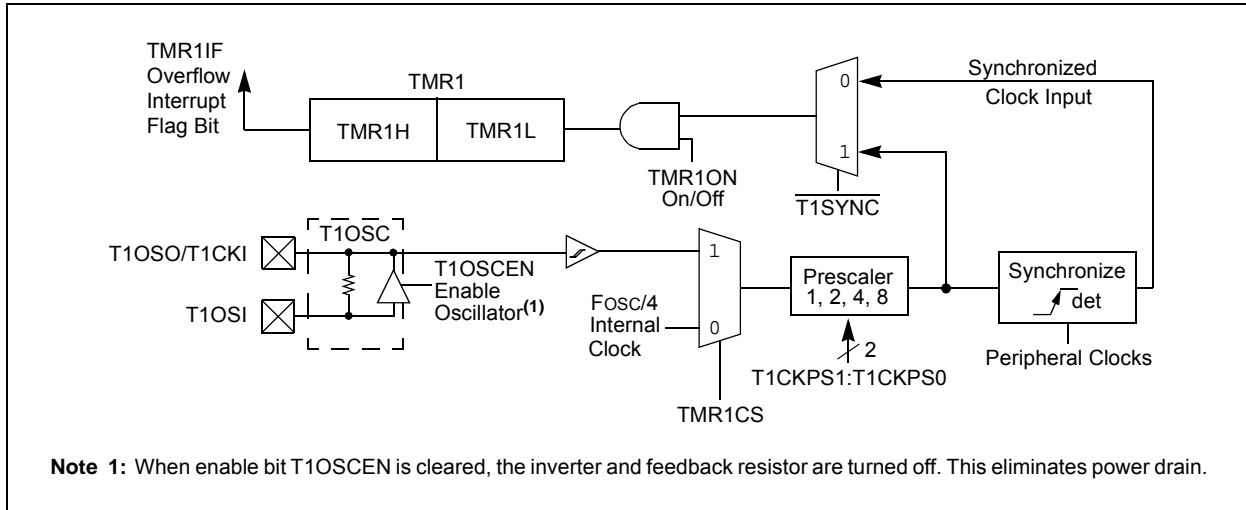 TMR1IF
Overflow
Interrupt
Flag Bit
TMR1
TMR1H
TMR1L
TMR1ON
On/Off
0
1
T1SYNC
Synchronized
Clock Input
T1OSC
T1OSO/T1CKI
T1OSI
T1OSCEN
Enable
Oscillator(1)
FOSC/4
Internal
Clock
1
0
TMR1CS
Prescaler
1, 2, 4, 8
2
T1CKPS1:T1CKPS0
Synchronize
det
Peripheral Clocks
Note 1: When enable bit T1OSCEN is cleared, the inverter and feedback resistor are turned off. This eliminates power drain.